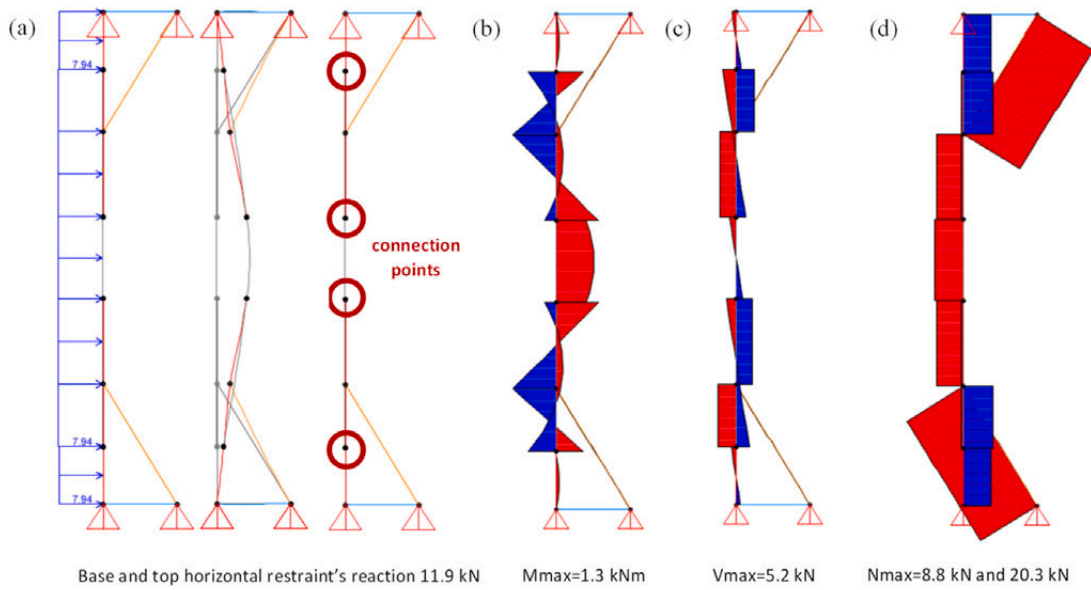 (a)
(b)
(c)
(d)
7.94
connection
points
7.94
7.94
Base and top horizontal restraint's reaction 11.9 kN
Mmax=1.3 kNm
Vmax=5.2 kN
Nmax=8.8 kN and 20.3 kN